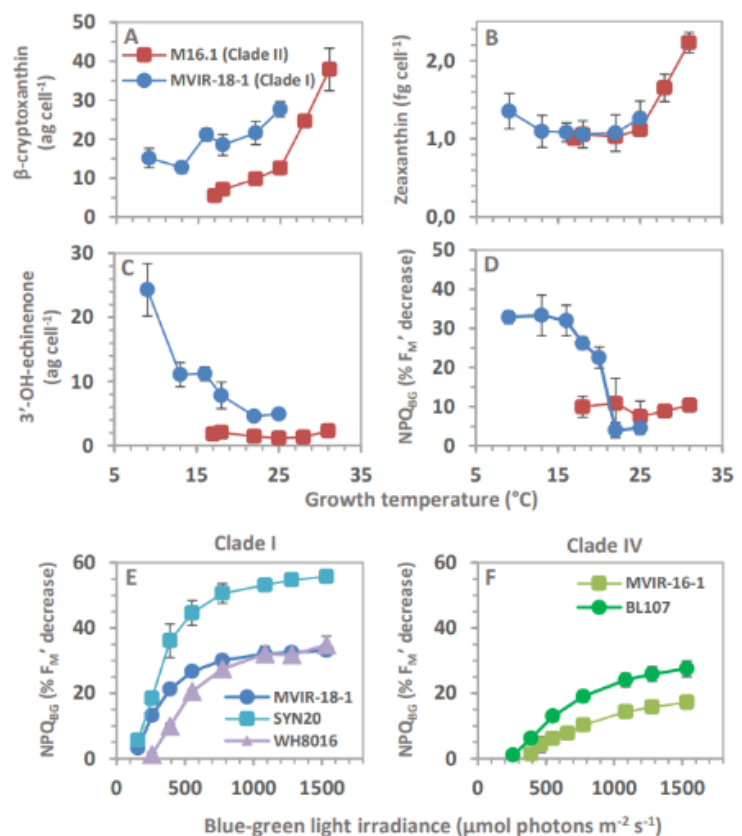 A
M16.1 (Clade II)
MVIR-18-1 (Clade I)
β-cryptoxanthin
(ag cell⁻¹)
50
40
30
20
10
0
B
Zeaxanthin (fg cell⁻¹)
2,0
1,0
0,0
C
3′-OH-echinenone
(ag cell⁻¹)
30
20
10
0
5 15 25 35
D
NPQBG (% FM′ decrease)
50
40
30
20
10
0
5 15 25 35
Growth temperature (°C)
Clade I
E
NPQBG (% FM′ decrease)
60
40
20
0
MVIR-18-1
SYN20
WH8016
0 500 1000 1500
Clade IV
F
MVIR-16-1
BL107
NPQBG (% FM′ decrease)
60
40
20
0
0 500 1000 1500
Blue-green light irradiance (µmol photons m⁻² s⁻¹)